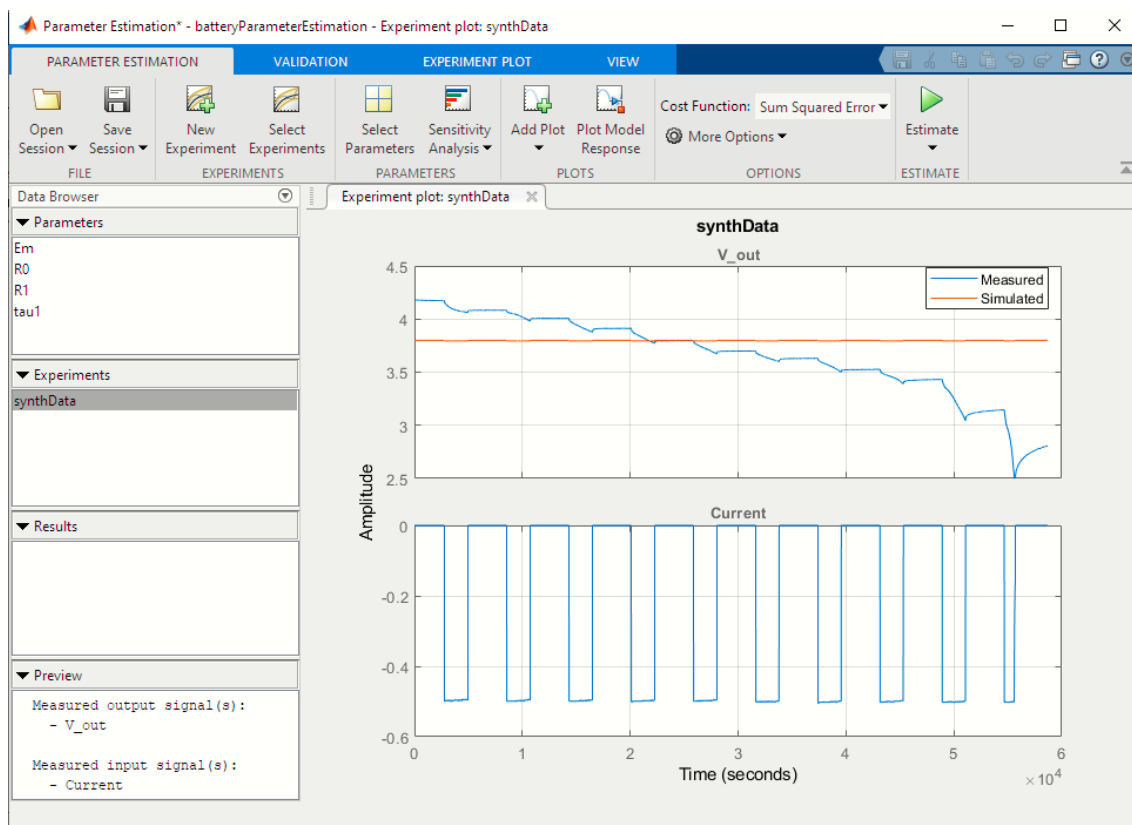 Parameter Estimation* - batteryParameterEstimation - Experiment plot: synthData
PARAMETER ESTIMATION
VALIDATION
EXPERIMENT PLOT
VIEW
Open
Session
Save
Session
New
Experiment
Select
Experiments
Select
Parameters
Sensitivity
Analysis
Add Plot
Plot Model
Response
Cost Function: Sum Squared Error
More Options
Estimate
FILE
EXPERIMENTS
PARAMETERS
PLOTS
OPTIONS
ESTIMATE
Data Browser
Experiment plot: synthData
Parameters
Em
R0
R1
tau1
Experiments
synthData
Results
Preview
Measured output signal(s):
- V_out
Measured input signal(s):
- Current
synthData
V_out
4.5
4
3.5
3
2.5
Measured
Simulated
Amplitude
Current
0
-0.2
-0.4
-0.6
0
1
2
3
4
5
6
Time (seconds)
×10^4